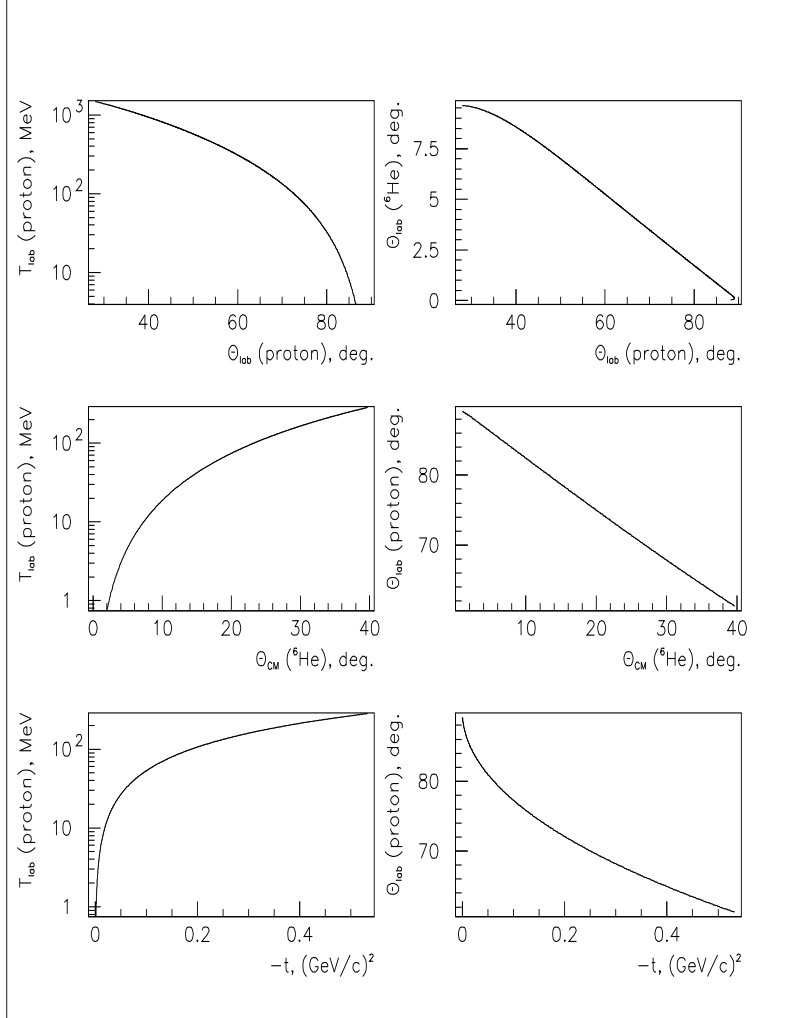 T_lab (proton), MeV
10³
10²
10
40 60 80
Θ_lab (proton), deg.
Θ_lab (⁶He), deg.
7.5
5
2.5
0
40 60 80
Θ_lab (proton), deg.
T_lab (proton), MeV
10²
10
1
0 10 20 30 40
Θ_CM (⁶He), deg.
Θ_lab (proton), deg.
80
70
10 20 30 40
Θ_CM (⁶He), deg.
T_lab (proton), MeV
10²
10
1
0 0.2 0.4
−t, (GeV/c)²
Θ_lab (proton), deg.
80
70
0 0.2 0.4
−t, (GeV/c)²